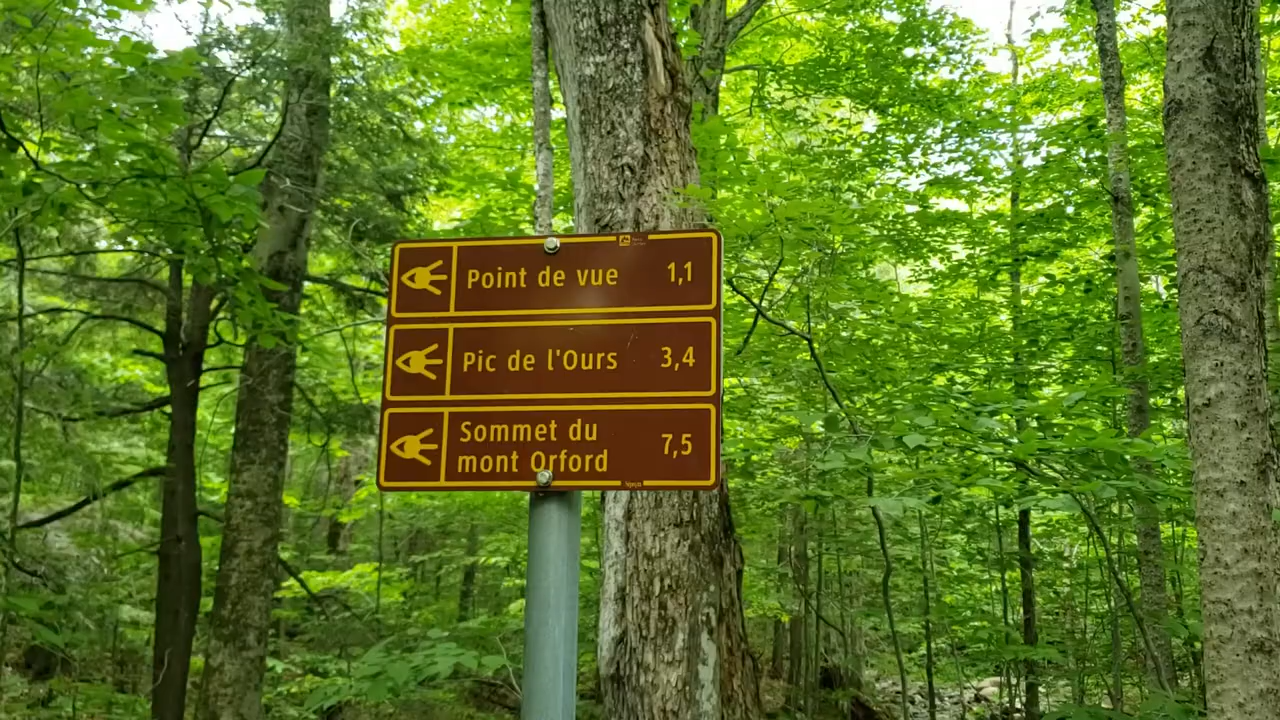 Point de vue 1,1
Pic de l'Ours 3,4
Sommet du
mont Orford 7,5